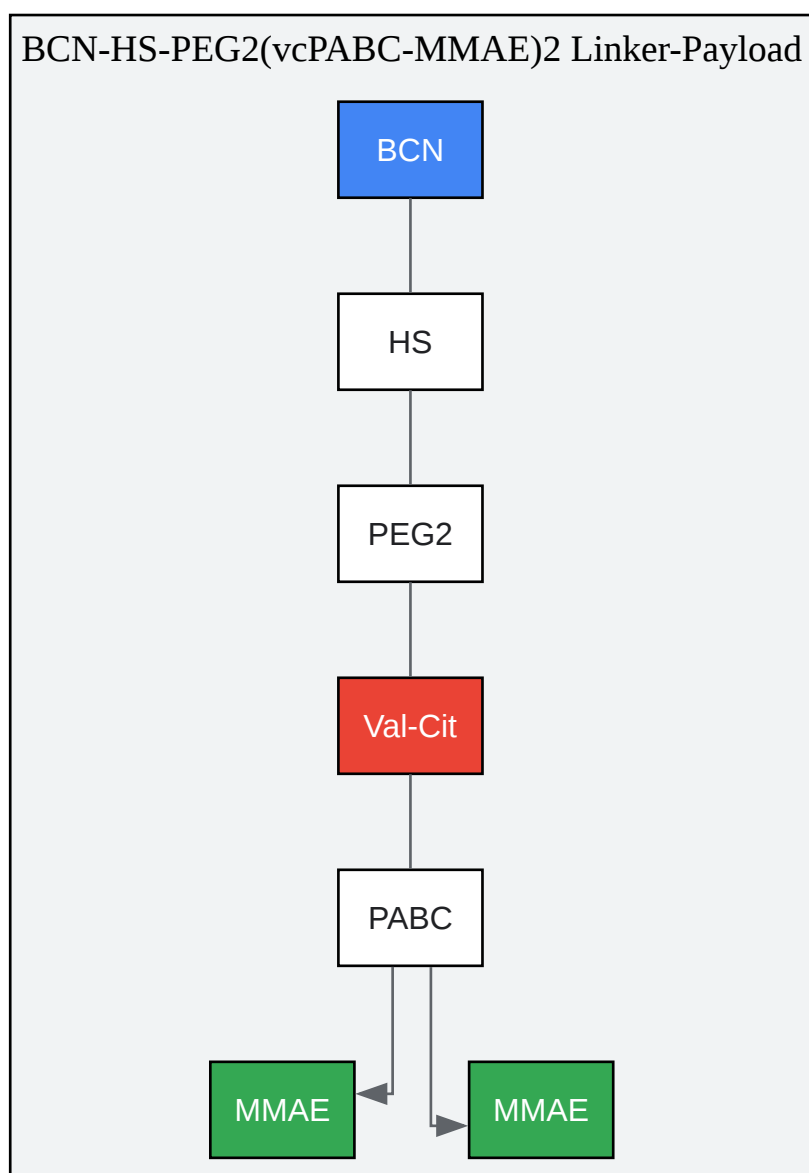 BCN-HS-PEG2(vcPABC-MMAE)2 Linker-Payload
BCN
HS
PEG2
Val-Cit
PABC
MMAE
MMAE